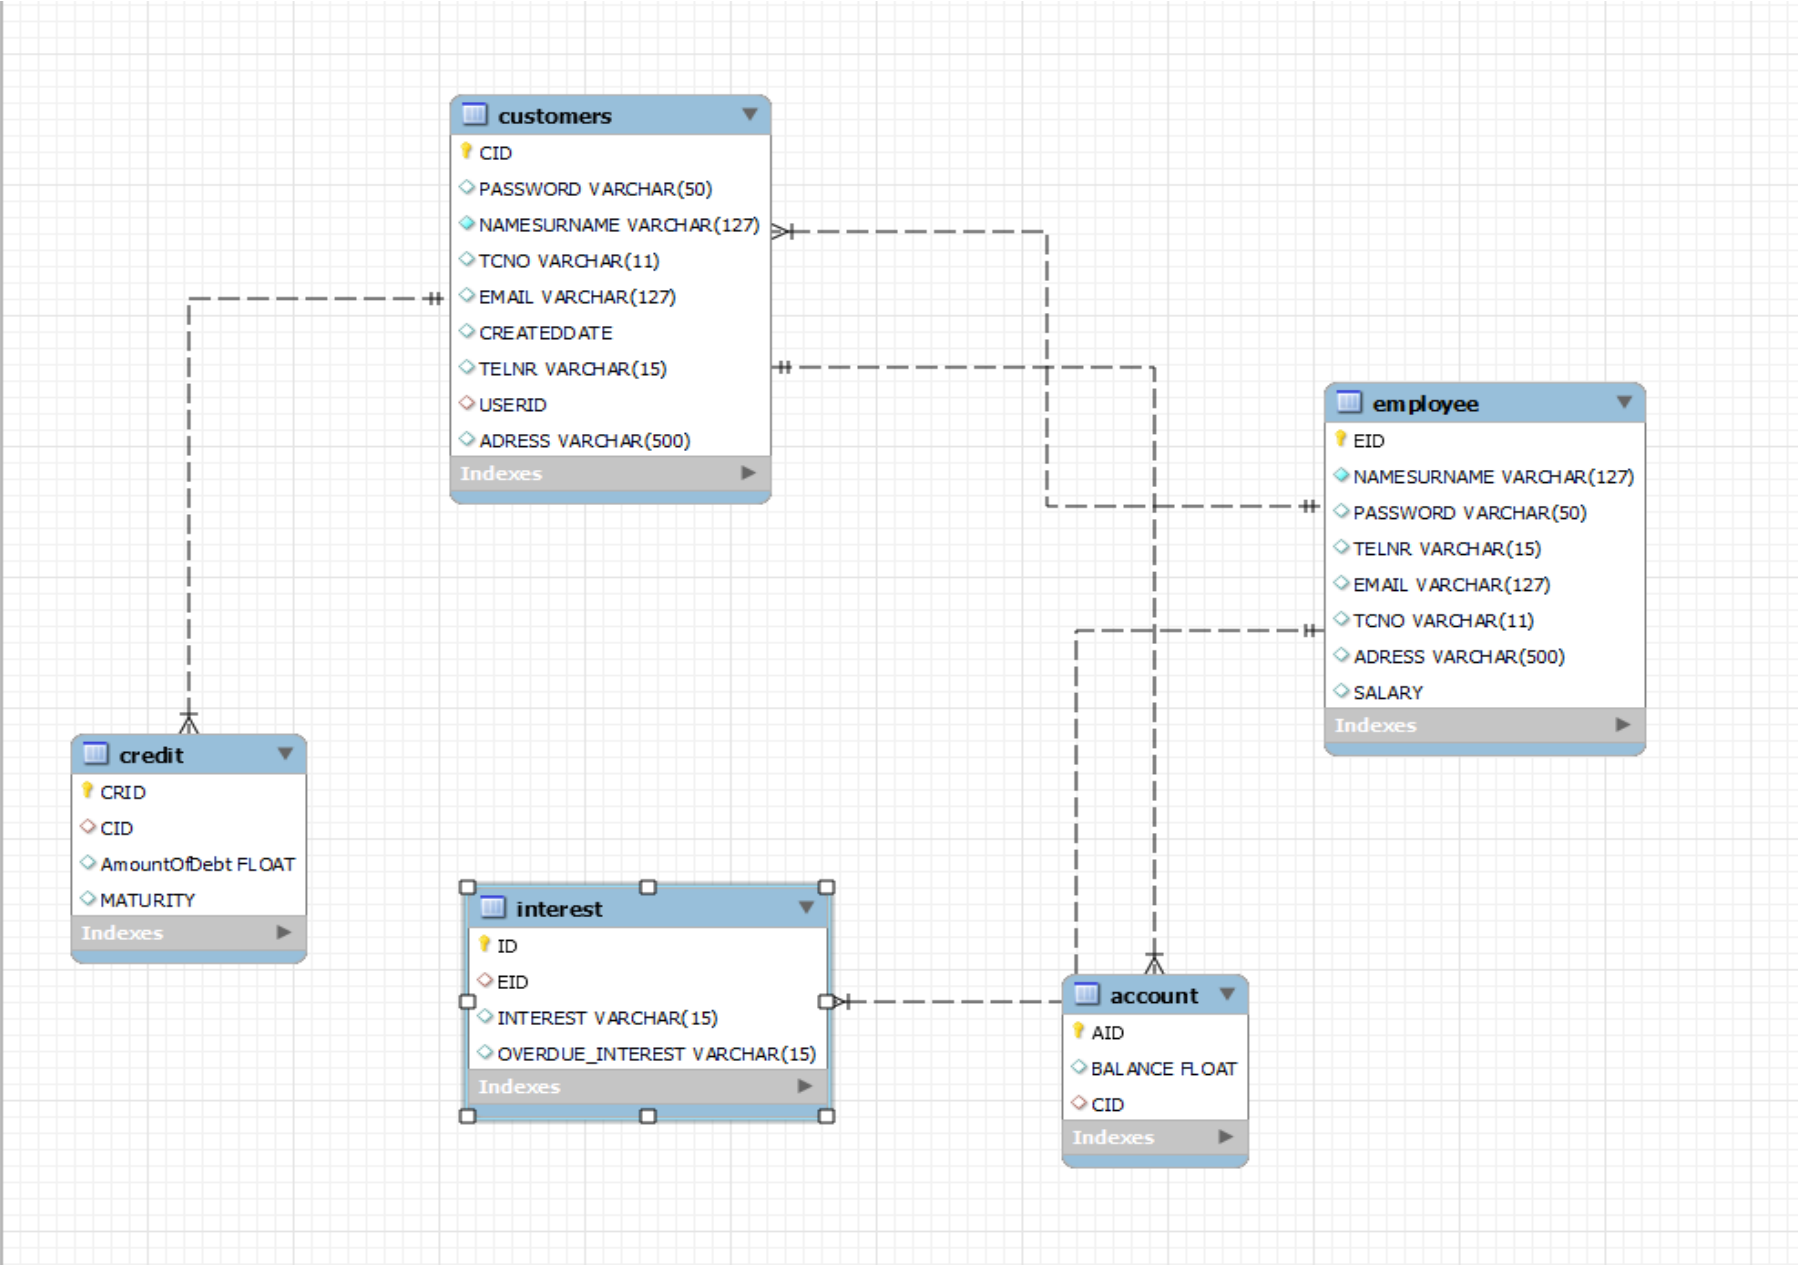 customers
CID
PASSWORD VARCHAR(50)
NAMESURNAME VARCHAR(127)
TCNO VARCHAR(11)
EMAIL VARCHAR(127)
CREATEDDATE
TELNR VARCHAR(15)
USERID
ADRESS VARCHAR(500)
Indexes
employee
EID
NAMESURNAME VARCHAR(127)
PASSWORD VARCHAR(50)
TELNR VARCHAR(15)
EMAIL VARCHAR(127)
TCNO VARCHAR(11)
ADRESS VARCHAR(500)
SALARY
Indexes
credit
CRID
CID
AmountOfDebt FLOAT
MATURITY
Indexes
interest
ID
EID
INTEREST VARCHAR(15)
OVERDUE_INTEREST VARCHAR(15)
Indexes
account
AID
BALANCE FLOAT
CID
Indexes